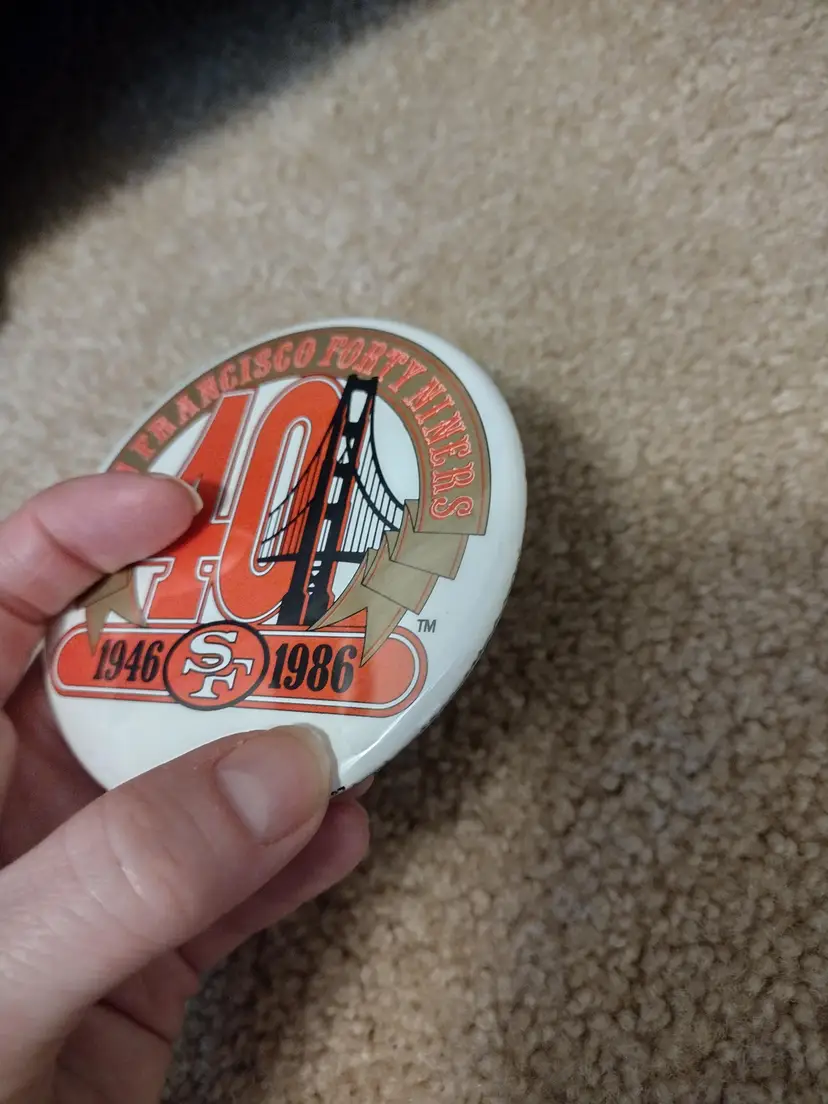 FRANCISCO FORTY NINERS
40
TM
1946 SF 1986